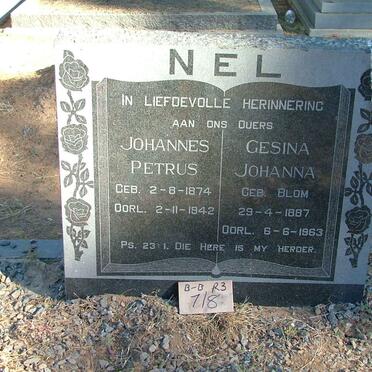 NEL
IN LIEFDEVOLLE HERINNERING
AAN ONS OUERS
JOHANNES
PETRUS
GEB. 2-8-1874
OORL. 2-11-1942
GESINA
JOHANNA
GEB. BLOM
29-4-1887
OORL. 6-6-1963
PS. 23:1. DIE HERE IS MY HERDER.
B-D R3
7/8